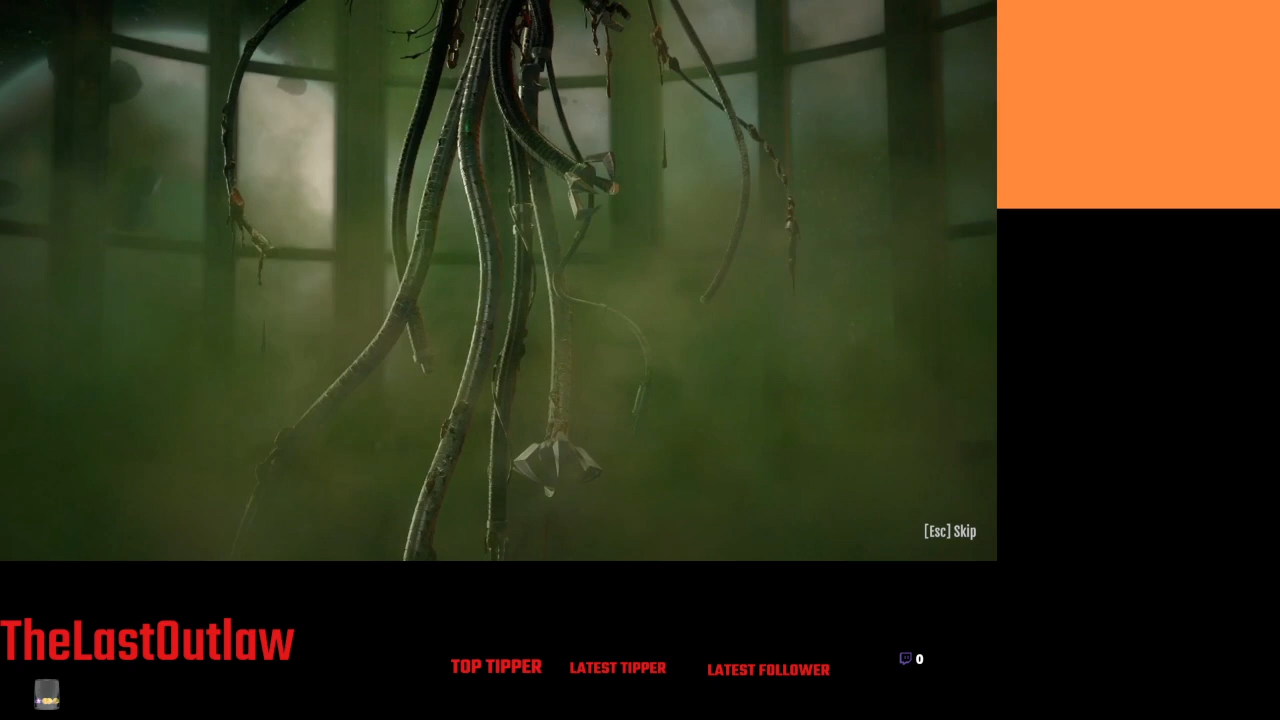 [Esc] Skip
TheLastOutlaw
TOP TIPPER
LATEST TIPPER
LATEST FOLLOWER
0